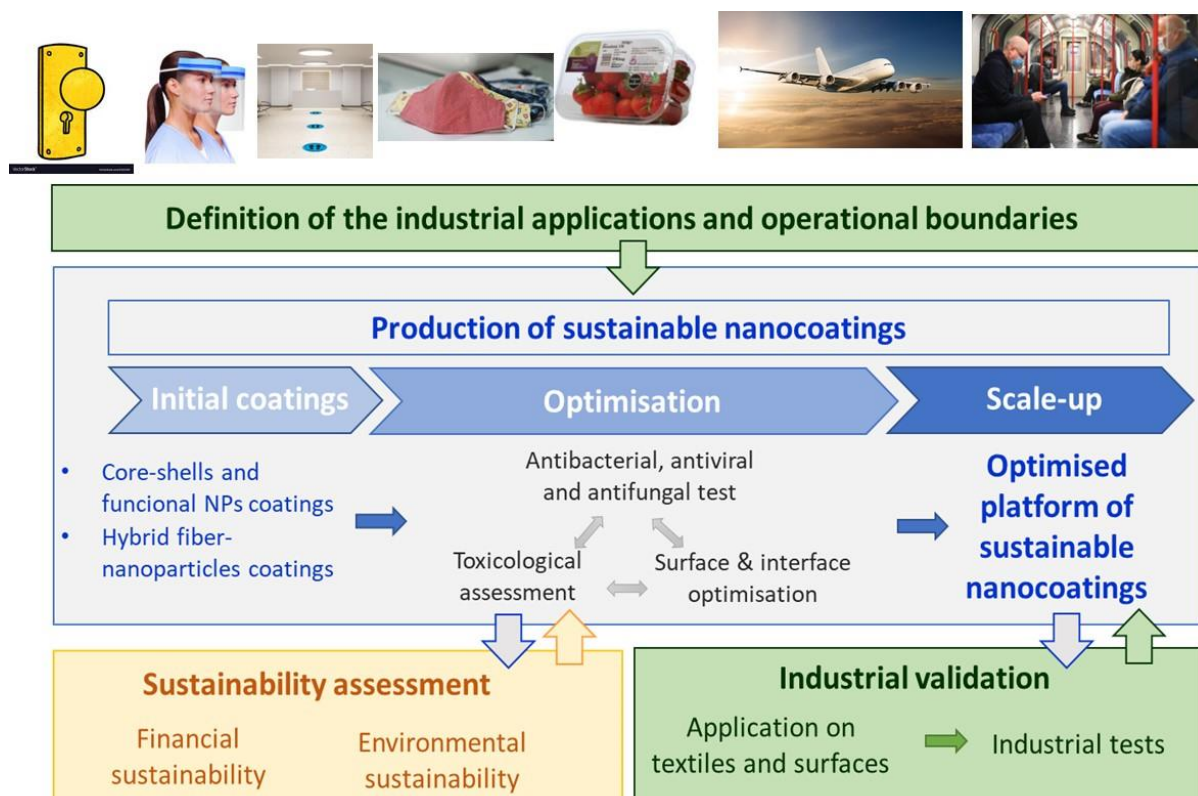 VectorStock
Definition of the industrial applications and operational boundaries
Production of sustainable nanocoatings
Initial coatings
Optimisation
Scale-up
• Core-shells and
funcional NPs coatings
• Hybrid fiber-
nanoparticles coatings
Antibacterial, antiviral
and antifungal test
Toxicological
assessment
Surface & interface
optimisation
Optimised
platform of
sustainable
nanocoatings
Sustainability assessment
Financial
sustainability
Environmental
sustainability
Industrial validation
Application on
textiles and surfaces
Industrial tests